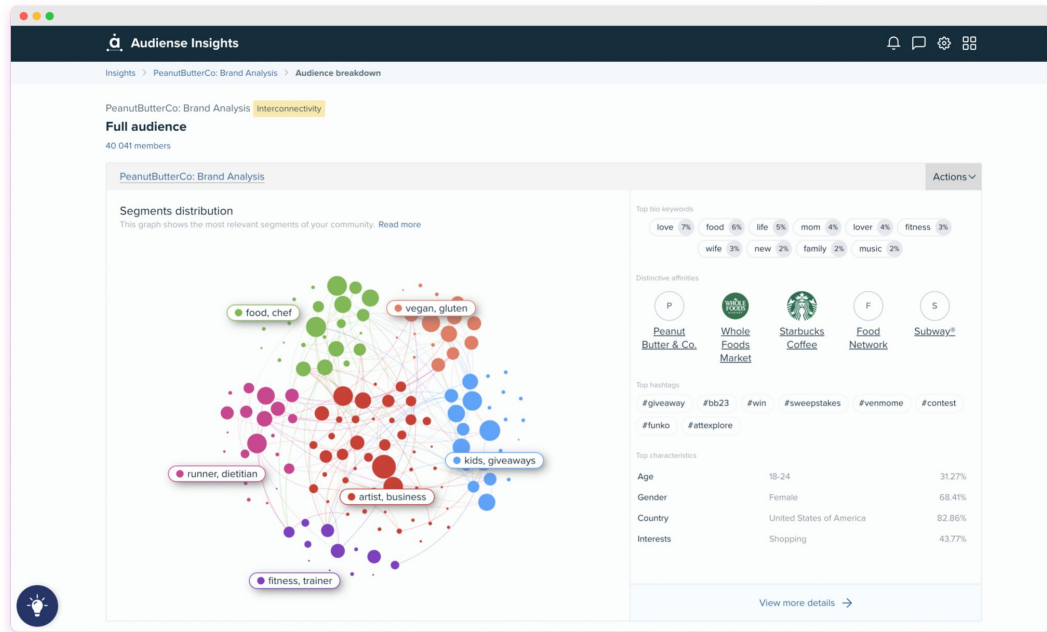 Audiense Insights
Insights > PeanutButterCo: Brand Analysis > Audience breakdown
PeanutButterCo: Brand Analysis Interconnectivity
Full audience
40 041 members
PeanutButterCo: Brand Analysis
Actions
Segments distribution
This graph shows the most relevant segments of your community. Read more
food, chef
vegan, gluten
runner, dietitian
kids, giveaways
artist, business
fitness, trainer
Top bio keywords
love 7% food 6% life 5% mom 4% lover 4% fitness 3%
wife 3% new 2% family 2% music 2%
Distinctive affinities
P
Peanut
Butter & Co.
WHOLE
FOODS
MARKET
Whole
Foods
Market
Starbucks
Coffee
F
Food
Network
S
Subway®
Top hashtags
#giveaway #bb23 #win #sweepstakes #venmome #contest
#funko #attexplore
Top characteristics
Age 18-24 31.27%
Gender Female 68.41%
Country United States of America 82.86%
Interests Shopping 43.77%
View more details →